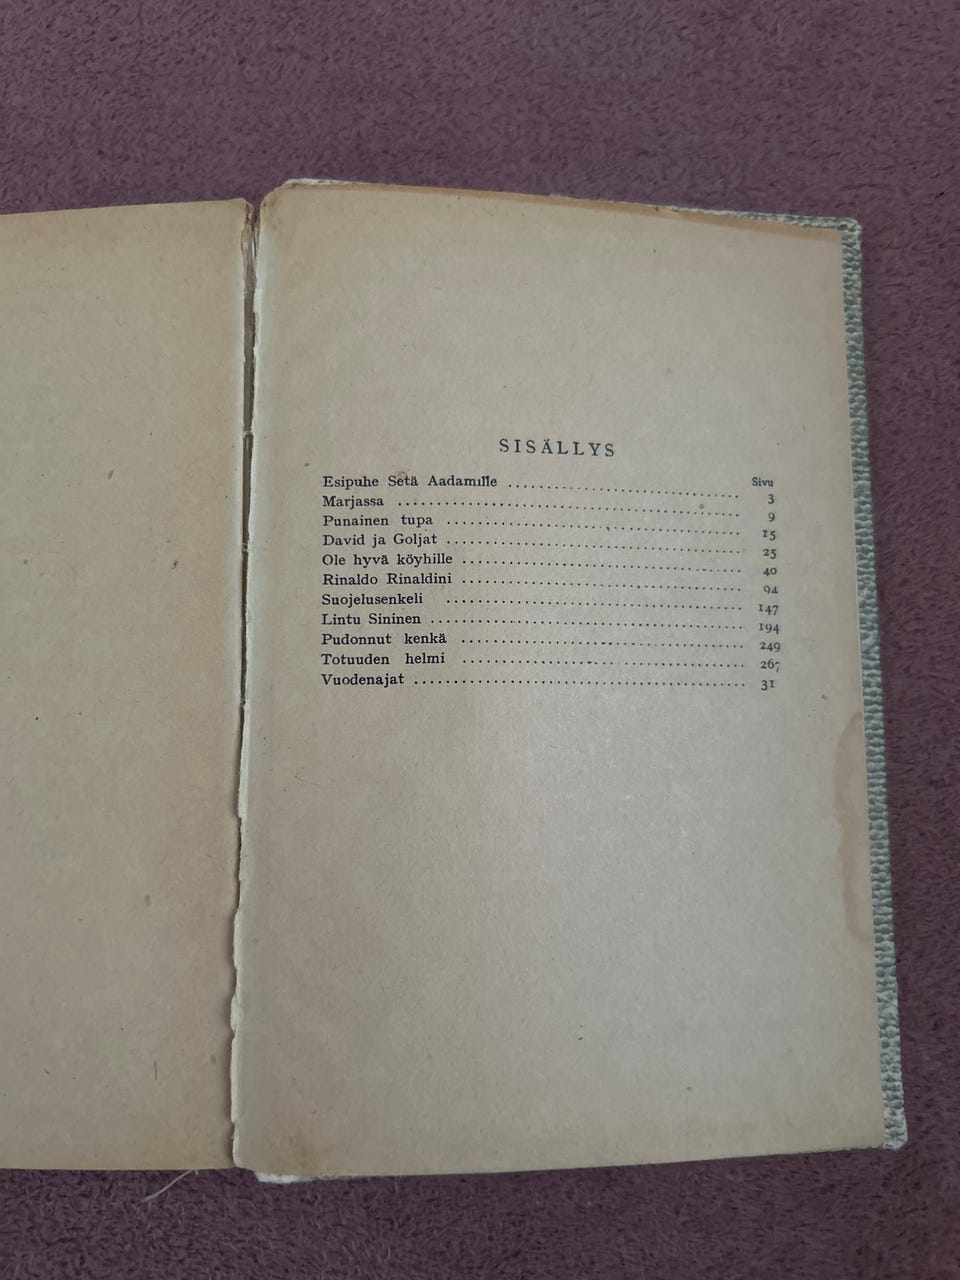 SISÄLLYS
Sivu
Esipuhe Setä Aadamille 3
Marjassa 9
Punainen tupa 15
David ja Goljat 25
Ole hyvä köyhille 40
Rinaldo Rinaldini 94
Suojelusenkeli 147
Lintu Sininen 194
Pudonnut kenkä 249
Totuuden helmi 267
Vuodenajat 31